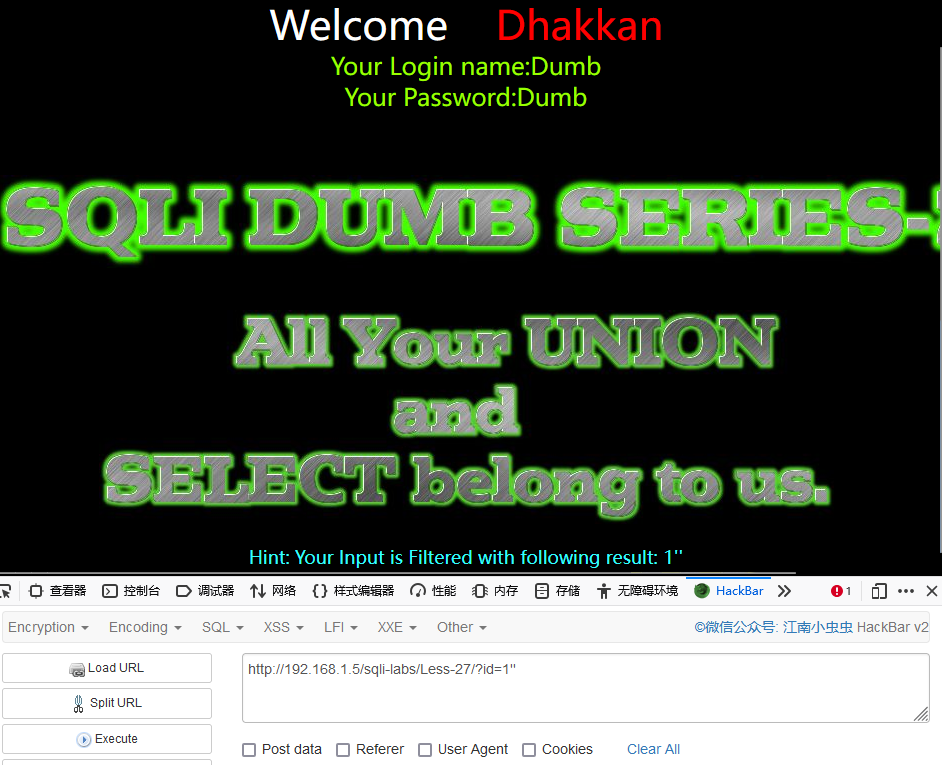 Welcome Dhakkan
Your Login name:Dumb
Your Password:Dumb
SQLI DUMB SERIES-
All Your UNION
and
SELECT belong to us.
Hint: Your Input is Filtered with following result: 1''
查看器 控制台 调试器 网络 样式编辑器 性能 内存 存储 无障碍环境 HackBar 1
Encryption Encoding SQL XSS LFI XXE Other ©微信公众号: 江南小虫虫 HackBar v2
Load URL
http://192.168.1.5/sqli-labs/Less-27/?id=1''
Split URL
Execute
Post data Referer User Agent Cookies Clear All